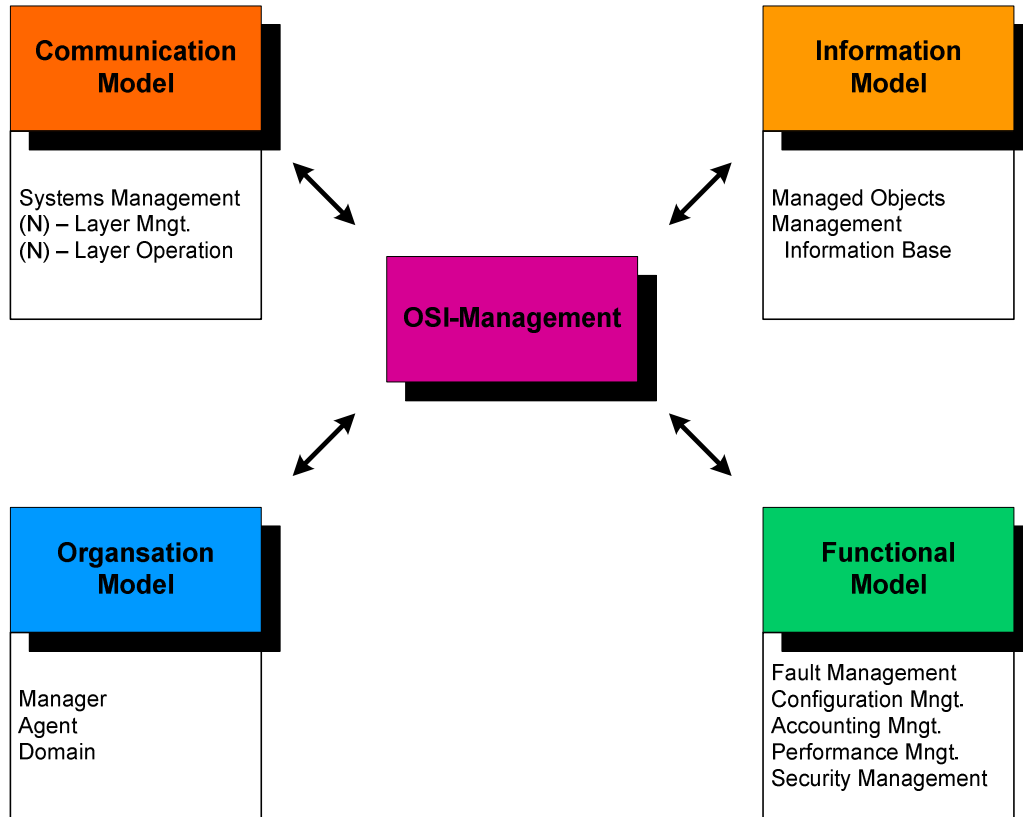 Communication
Model
Systems Management
(N) – Layer Mngt.
(N) – Layer Operation
Information
Model
Managed Objects
Management
Information Base
OSI-Management
Organsation
Model
Manager
Agent
Domain
Functional
Model
Fault Management
Configuration Mngt.
Accounting Mngt.
Performance Mngt.
Security Management